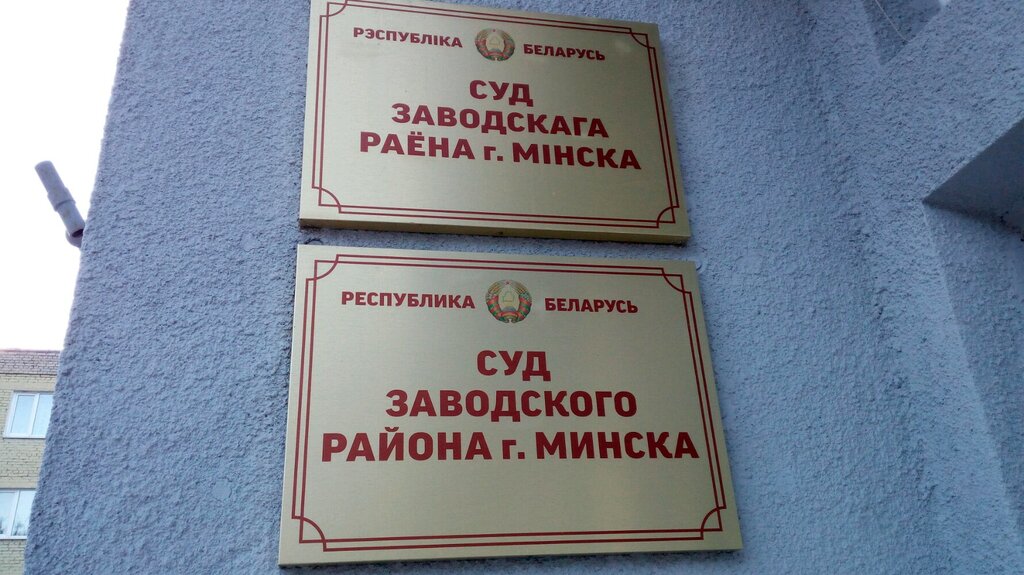 РЭСПУБЛІКА БЕЛАРУСЬ
СУД
ЗАВОДСКАГА
РАЁНА г. МІНСКА
РЕСПУБЛИКА БЕЛАРУСЬ
СУД
ЗАВОДСКОГО
РАЙОНА г. МИНСКА